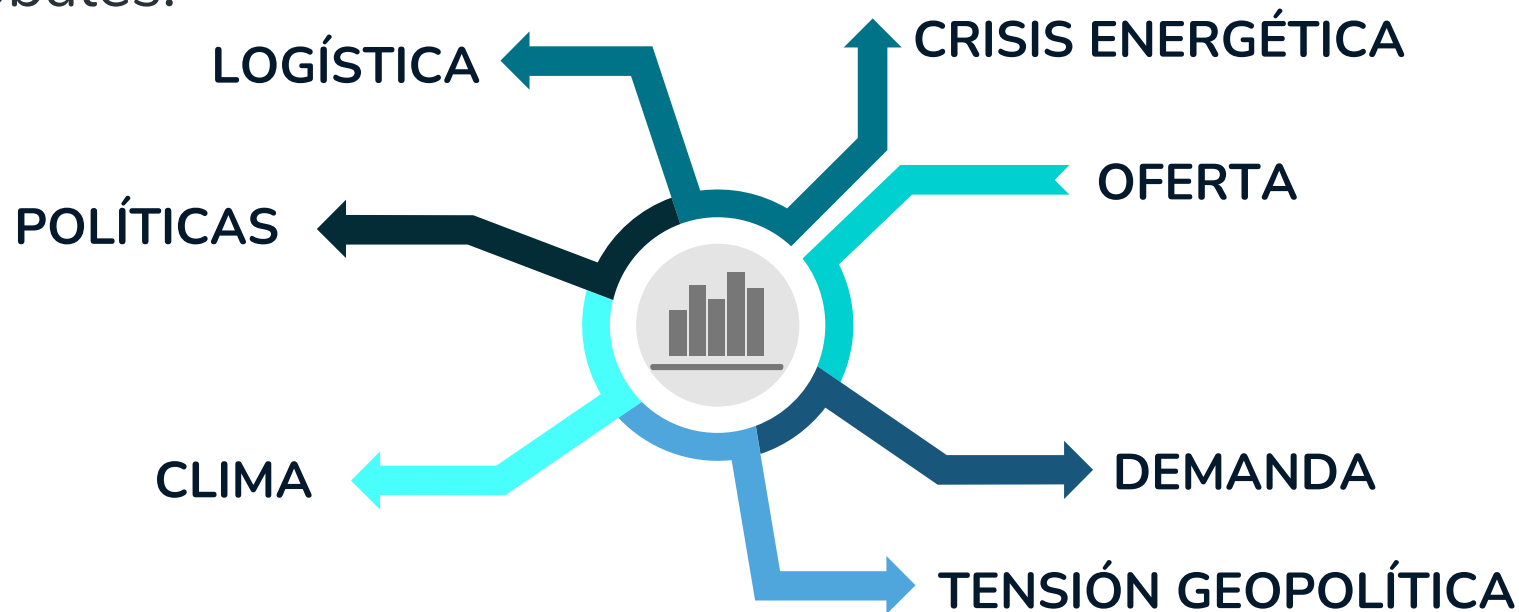 LOGÍSTICA
CRISIS ENERGÉTICA
OFERTA
POLÍTICAS
CLIMA
DEMANDA
TENSIÓN GEOPOLÍTICA